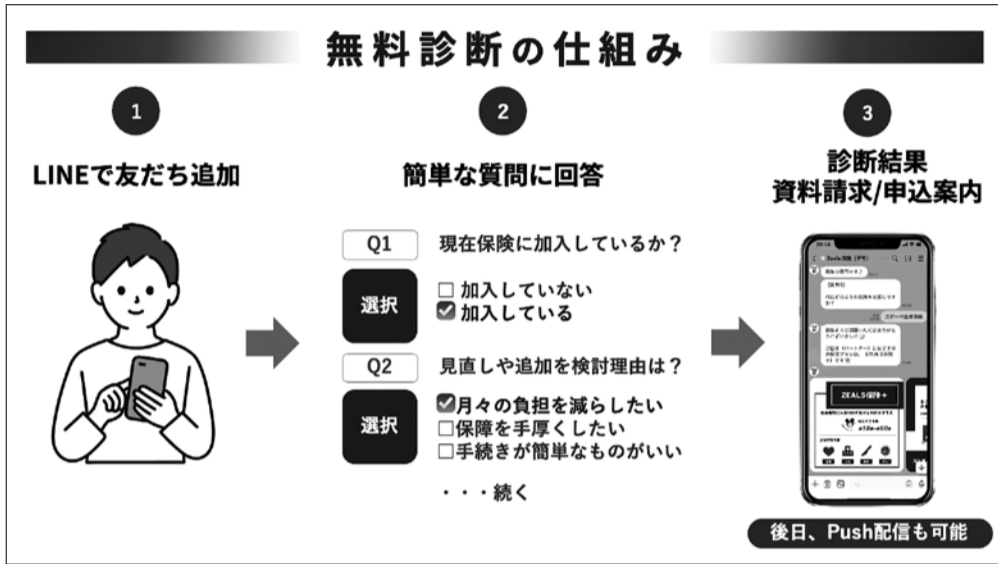 無料診断の仕組み
1
LINEで友だち追加
2
簡単な質問に回答
Q1 現在保険に加入しているか？
選択
□ 加入していない
☑ 加入している
Q2 見直しや追加を検討理由は？
選択
☑月々の負担を減らしたい
□保障を手厚くしたい
□手続きが簡単なものがいい
・・・続く
3
診断結果
資料請求/申込案内
ZEALS保険+
後日、Push配信も可能